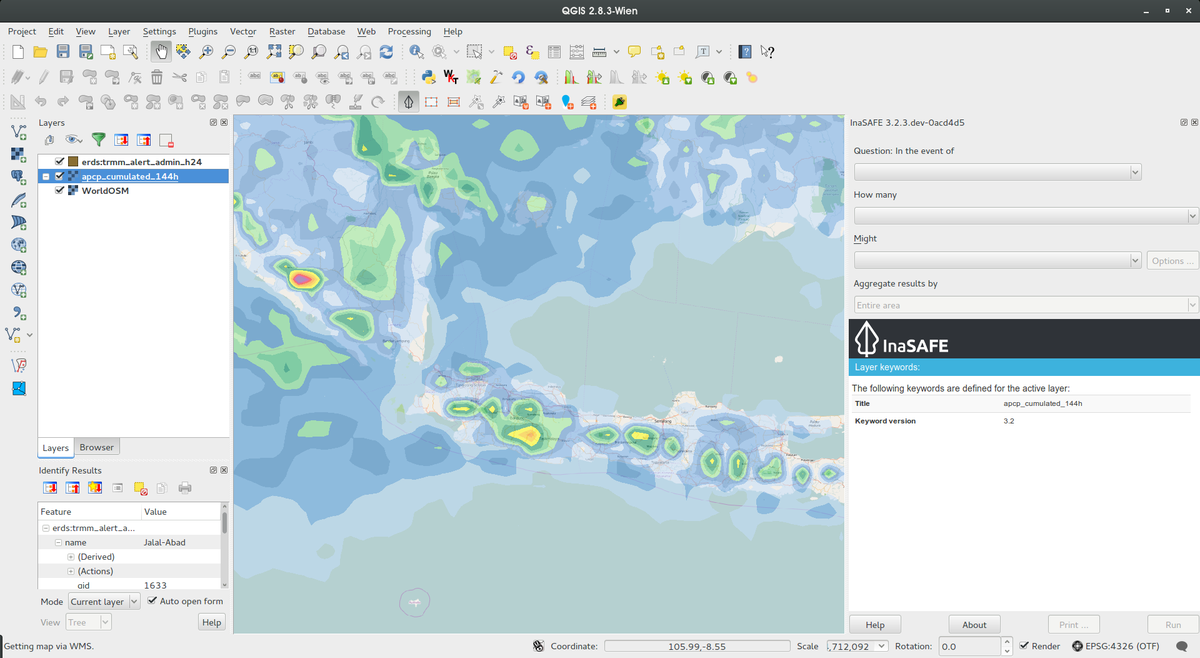 QGIS 2.8.3-Wien
Project Edit View Layer Settings Plugins Vector Raster Database Web Processing Help
Layers
erds:trmm_alert_admin_h24
apcp_cumulated_144h
WorldOSM
Layers Browser
Identify Results
Feature Value
erds:trmm_alert_a...
name Jalal-Abad
(Derived)
(Actions)
gid 1633
Mode Current layer Auto open form
View Tree Help
Semarang
InaSAFE 3.2.3.dev-0acd4d5
Question: In the event of
How many
Might
Options ...
Aggregate results by
Entire area
InaSAFE
Layer keywords:
The following keywords are defined for the active layer:
Title apcp_cumulated_144h
Keyword version 3.2
Help About Print ... Run
Getting map via WMS.
Coordinate: 105.99,-8.55 Scale .,712,092 Rotation: 0.0 Render EPSG:4326 (OTF)